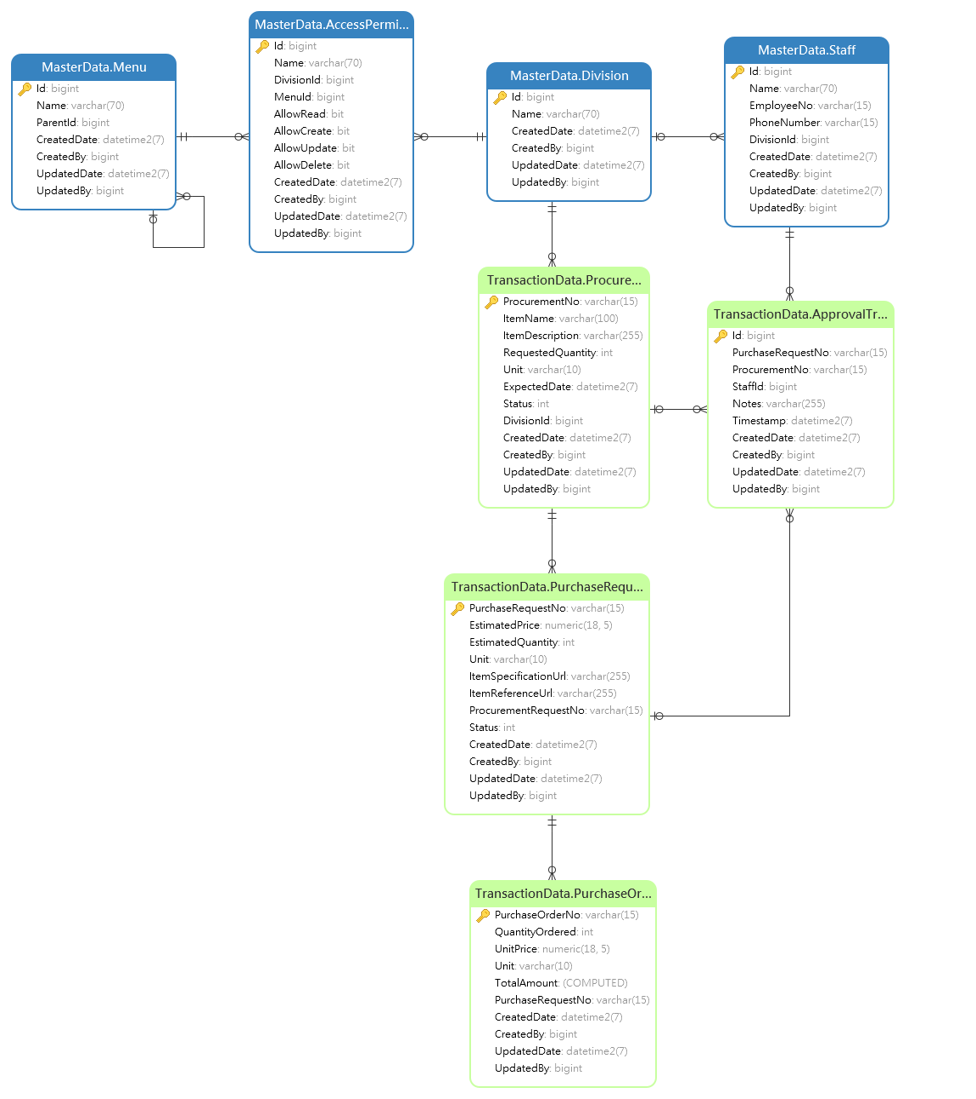 MasterData.Menu
Id: bigint
Name: varchar(70)
ParentId: bigint
CreatedDate: datetime2(7)
CreatedBy: bigint
UpdatedDate: datetime2(7)
UpdatedBy: bigint
MasterData.AccessPermi...
Id: bigint
Name: varchar(70)
DivisionId: bigint
MenuId: bigint
AllowRead: bit
AllowCreate: bit
AllowUpdate: bit
AllowDelete: bit
CreatedDate: datetime2(7)
CreatedBy: bigint
UpdatedDate: datetime2(7)
UpdatedBy: bigint
MasterData.Division
Id: bigint
Name: varchar(70)
CreatedDate: datetime2(7)
CreatedBy: bigint
UpdatedDate: datetime2(7)
UpdatedBy: bigint
MasterData.Staff
Id: bigint
Name: varchar(70)
EmployeeNo: varchar(15)
PhoneNumber: varchar(15)
DivisionId: bigint
CreatedDate: datetime2(7)
CreatedBy: bigint
UpdatedDate: datetime2(7)
UpdatedBy: bigint
TransactionData.Procure...
ProcurementNo: varchar(15)
ItemName: varchar(100)
ItemDescription: varchar(255)
RequestedQuantity: int
Unit: varchar(10)
ExpectedDate: datetime2(7)
Status: int
DivisionId: bigint
CreatedDate: datetime2(7)
CreatedBy: bigint
UpdatedDate: datetime2(7)
UpdatedBy: bigint
TransactionData.ApprovalTr...
Id: bigint
PurchaseRequestNo: varchar(15)
ProcurementNo: varchar(15)
StaffId: bigint
Notes: varchar(255)
Timestamp: datetime2(7)
CreatedDate: datetime2(7)
CreatedBy: bigint
UpdatedDate: datetime2(7)
UpdatedBy: bigint
TransactionData.PurchaseRequ...
PurchaseRequestNo: varchar(15)
EstimatedPrice: numeric(18, 5)
EstimatedQuantity: int
Unit: varchar(10)
ItemSpecificationUrl: varchar(255)
ItemReferenceUrl: varchar(255)
ProcurementRequestNo: varchar(15)
Status: int
CreatedDate: datetime2(7)
CreatedBy: bigint
UpdatedDate: datetime2(7)
UpdatedBy: bigint
TransactionData.PurchaseOr...
PurchaseOrderNo: varchar(15)
QuantityOrdered: int
UnitPrice: numeric(18, 5)
Unit: varchar(10)
TotalAmount: (COMPUTED)
PurchaseRequestNo: varchar(15)
CreatedDate: datetime2(7)
CreatedBy: bigint
UpdatedDate: datetime2(7)
UpdatedBy: bigint